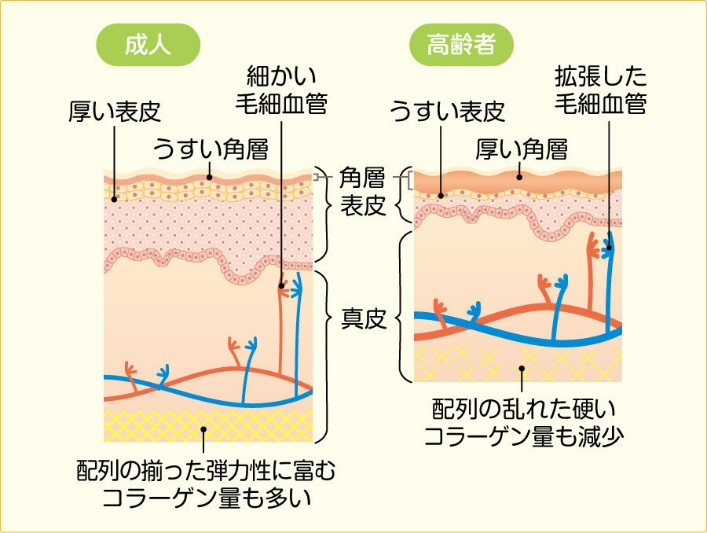 成人
高齢者
細かい
毛細血管
拡張した
毛細血管
厚い表皮
うすい表皮
うすい角層
厚い角層
角層
表皮
真皮
配列の乱れた硬い
コラーゲン量も減少
配列の揃った弾力性に富む
コラーゲン量も多い